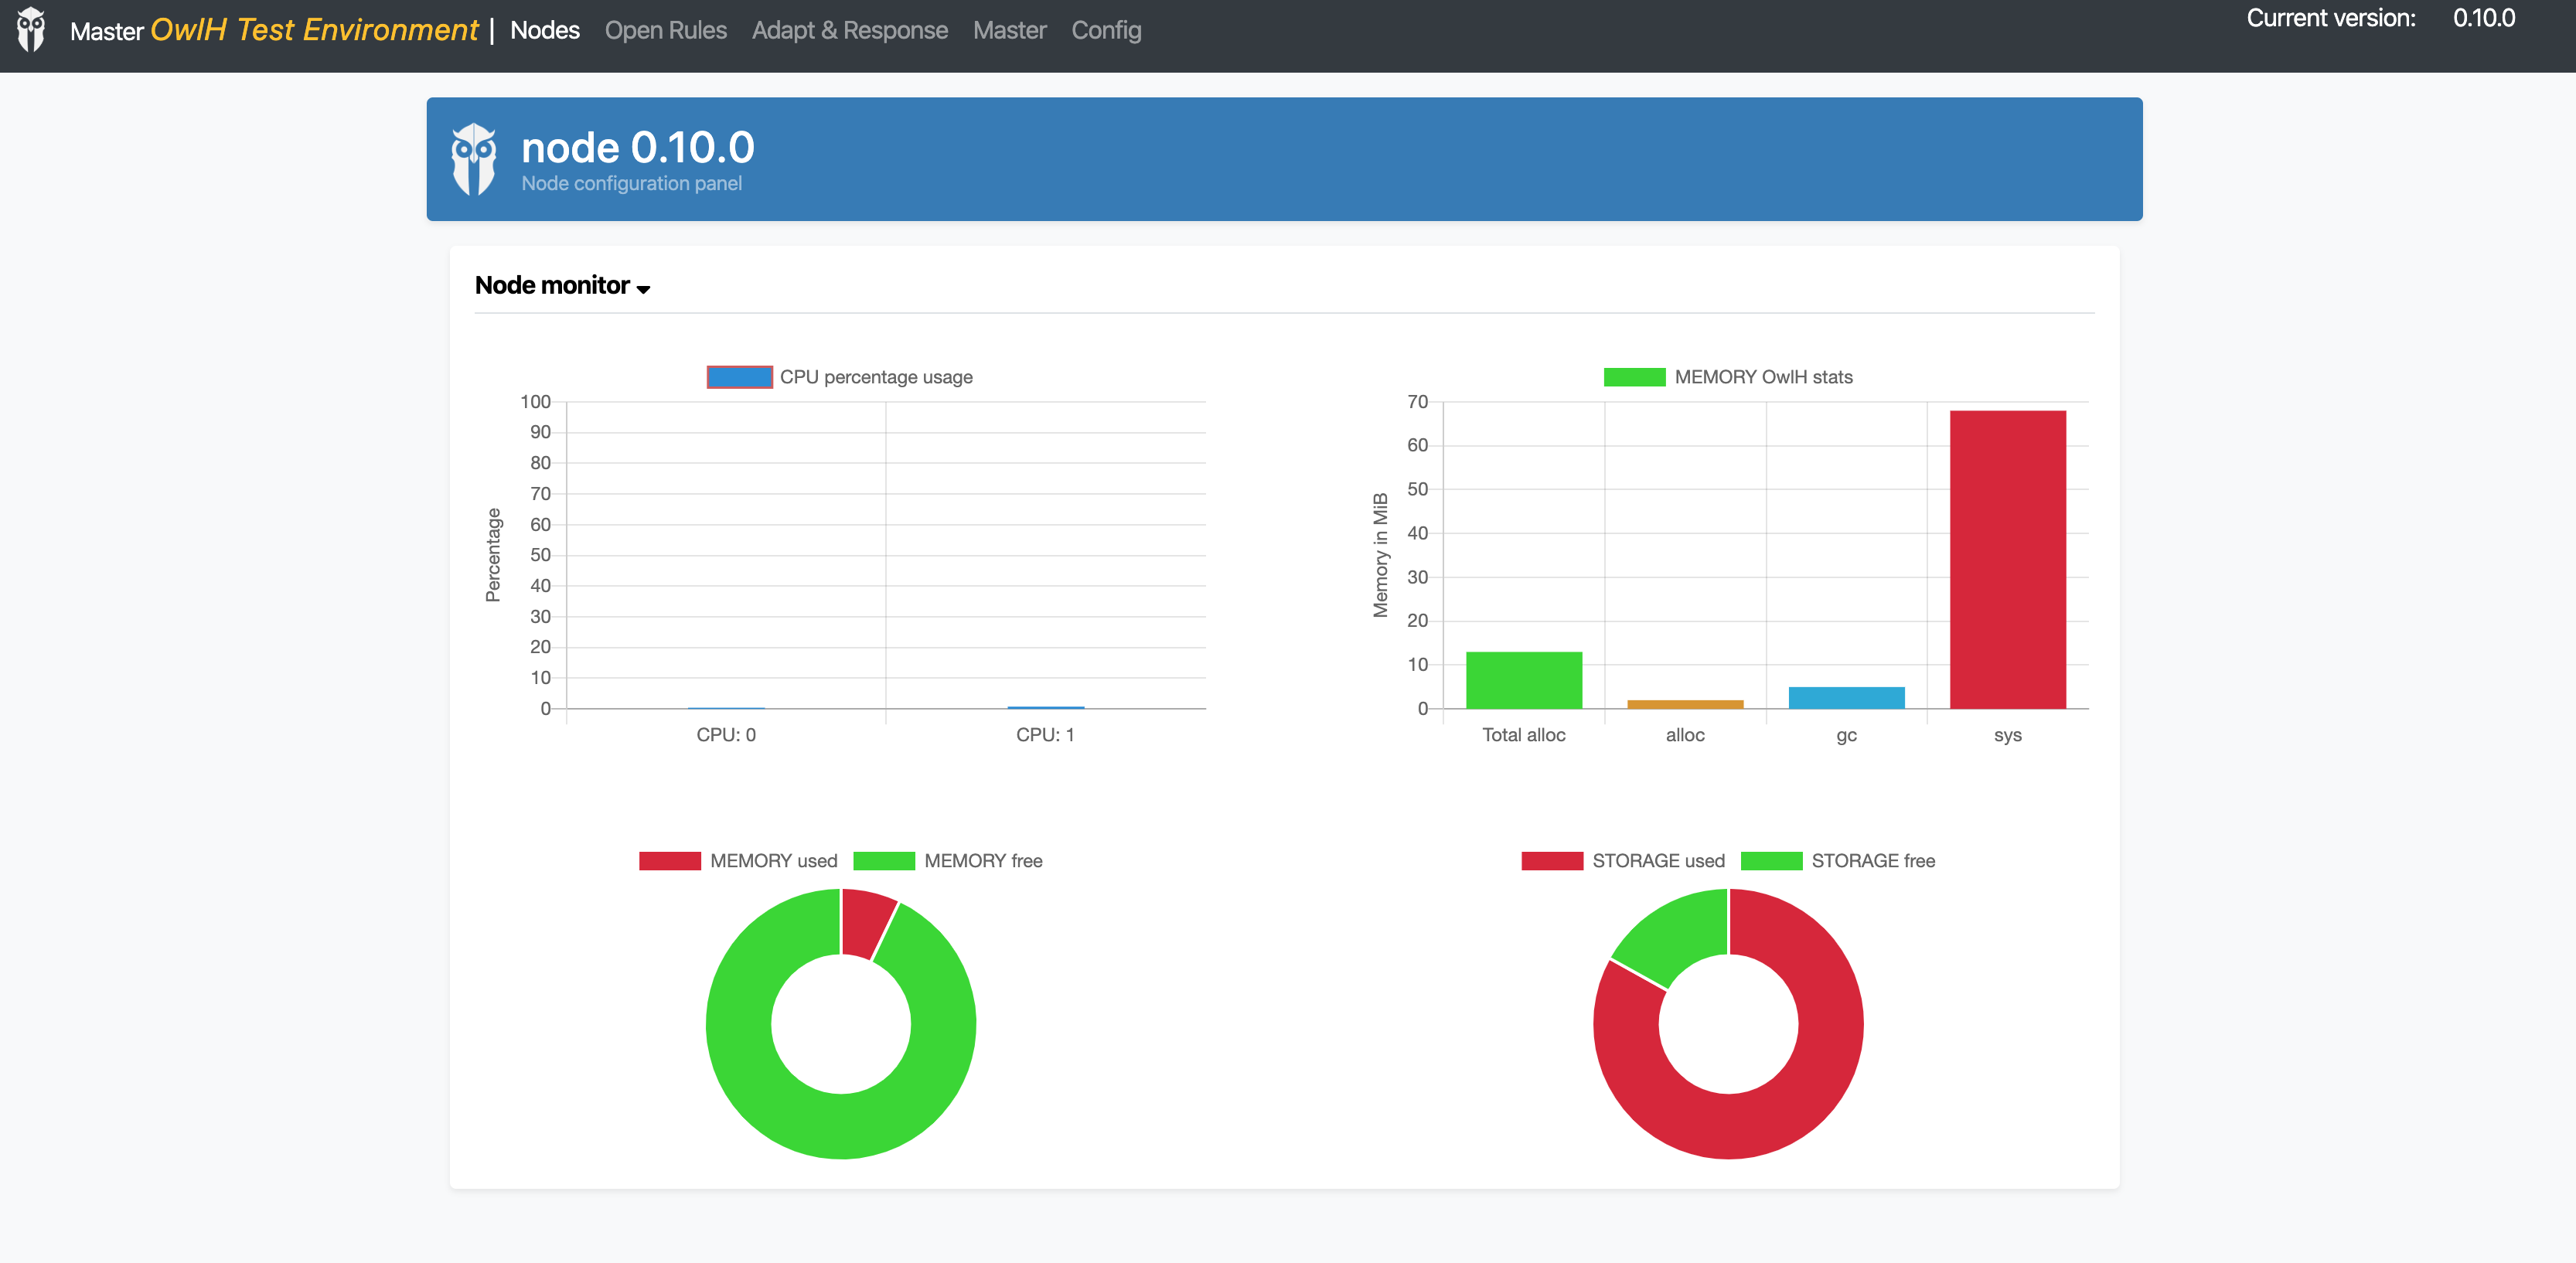 Master OwlH Test Environment | Nodes Open Rules Adapt & Response Master Config Current version: 0.10.0
node 0.10.0
Node configuration panel
Node monitor
CPU percentage usage
Percentage
100
90
80
70
60
50
40
30
20
10
0
CPU: 0 CPU: 1
MEMORY OwlH stats
Memory in MiB
70
60
50
40
30
20
10
0
Total alloc alloc gc sys
MEMORY used MEMORY free
STORAGE used STORAGE free